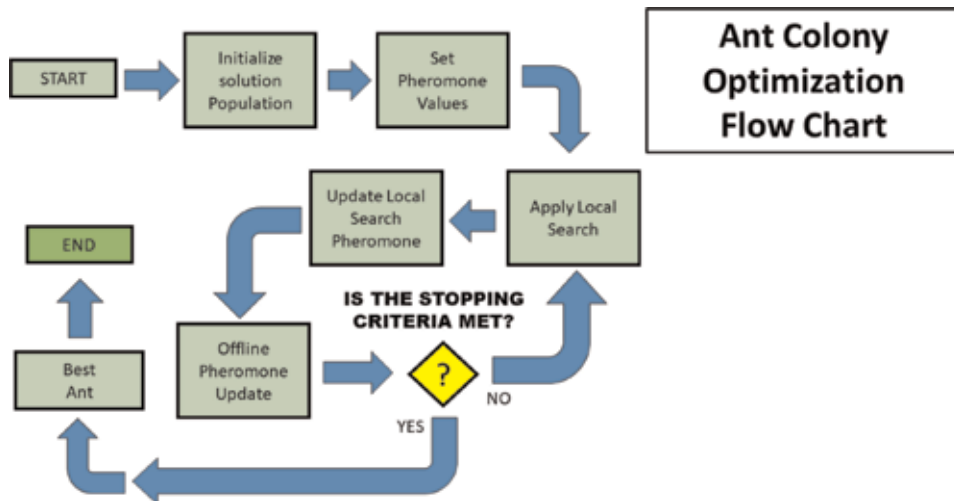 Ant Colony
Optimization
Flow Chart
START
Initialize
solution
Population
Set
Pheromone
Values
Apply Local
Search
Update Local
Search
Pheromone
Offline
Pheromone
Update
IS THE STOPPING
CRITERIA MET?
?
NO
YES
Best
Ant
END